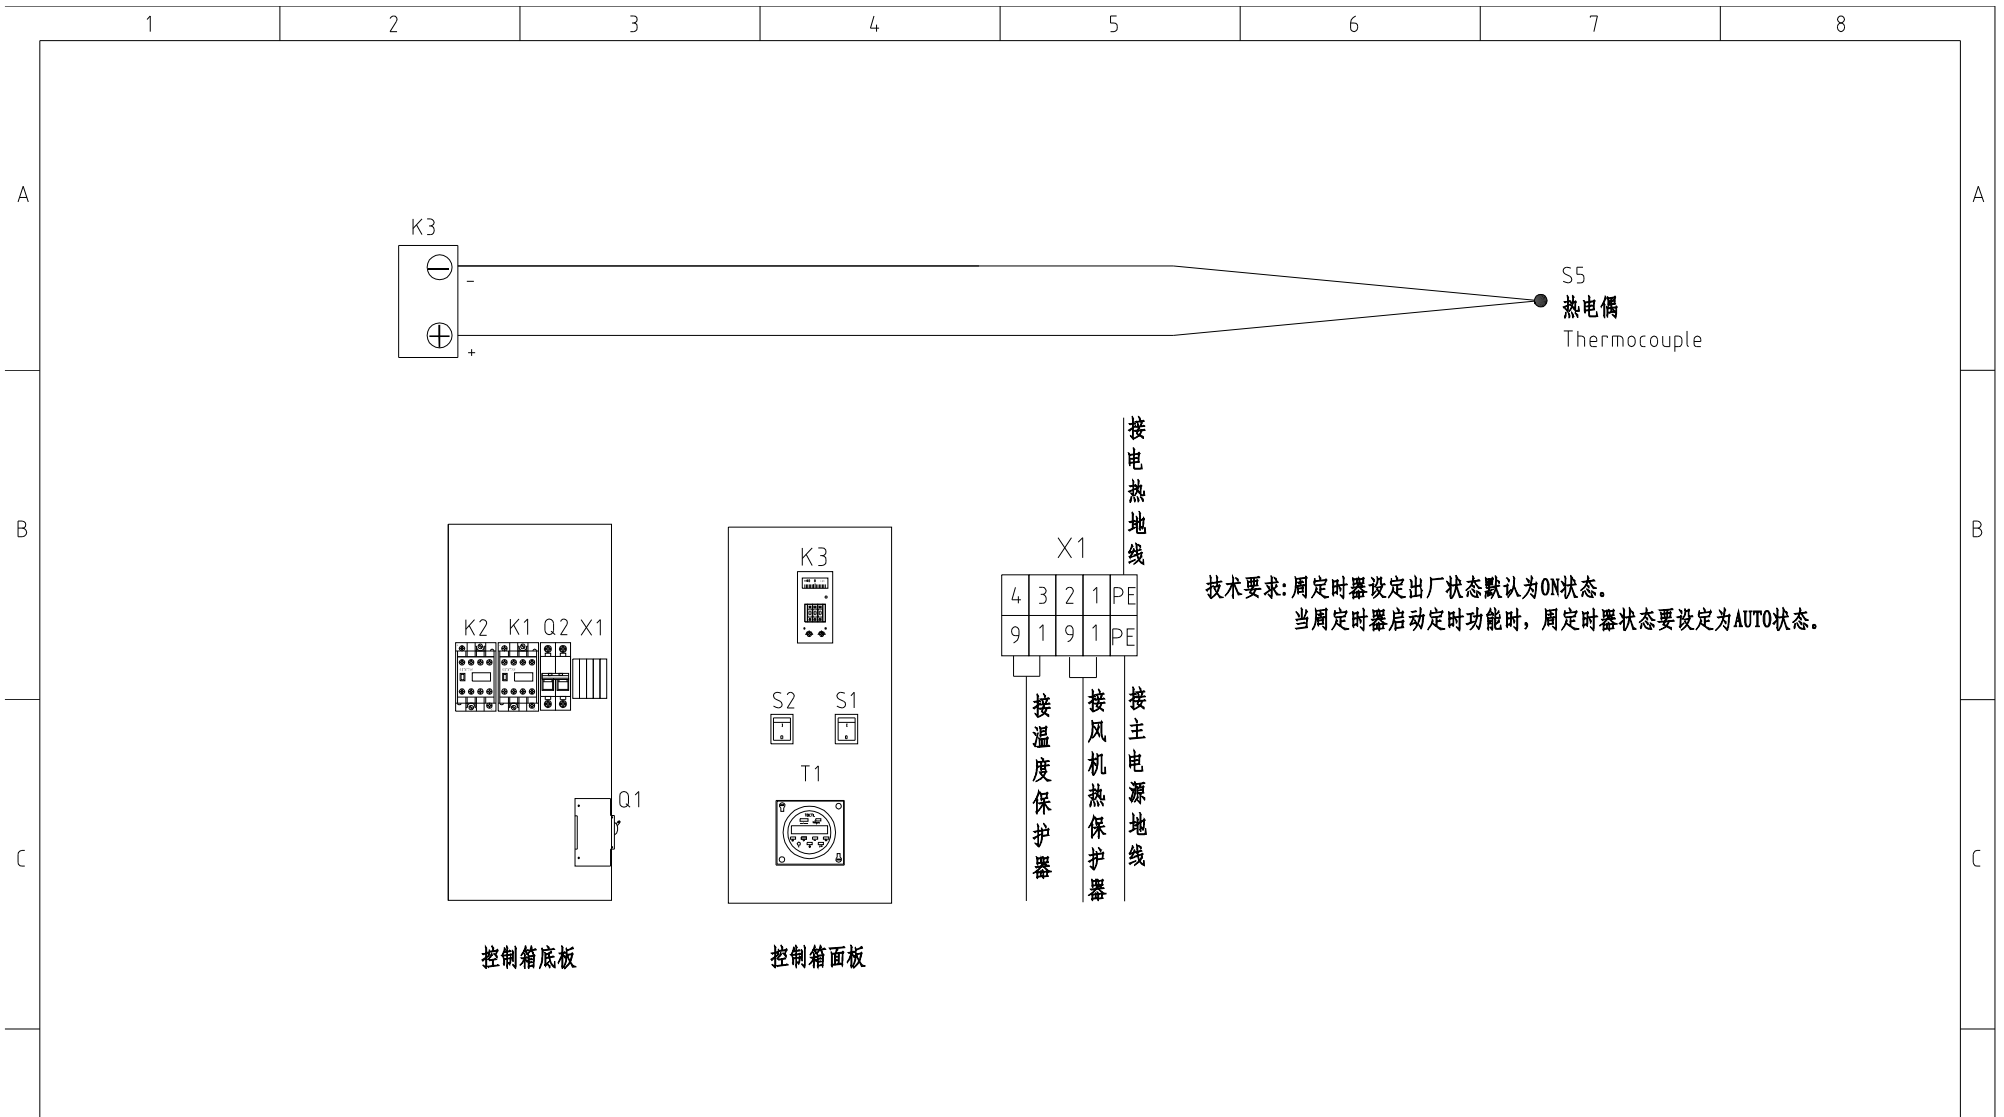 1 2 3 4 5 6 7 8
A A
K3
-
+
S5
热电偶
Thermocouple
B B
接电热地线
X1
4 3 2 1 PE
9 1 9 1 PE
接温度保护器
接风机热保护器
接主电源地线
技术要求:周定时器设定出厂状态默认为ON状态。
当周定时器启动定时功能时，周定时器状态要设定为AUTO状态。
K2 K1 Q2 X1
Q1
控制箱底板
K3
S2 S1
T1
控制箱面板
C C